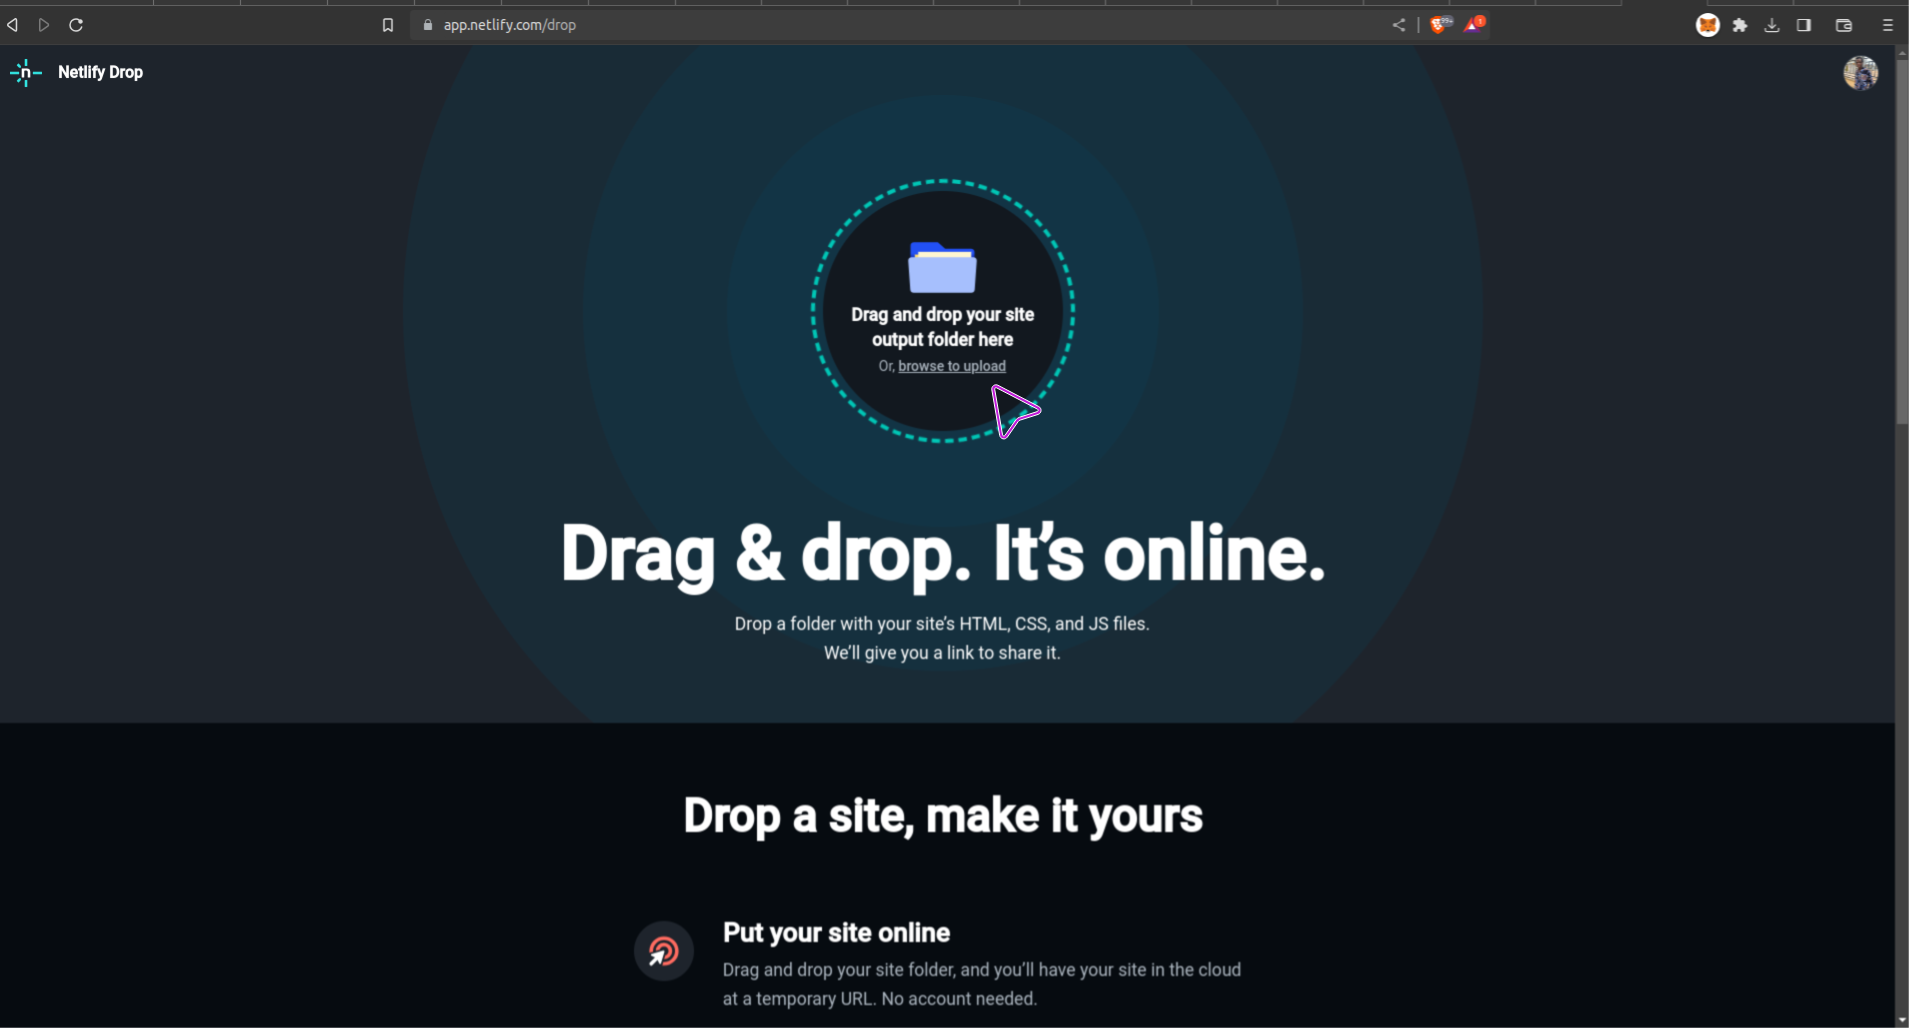 app.netlify.com/drop
99+
1
n
Netlify Drop
Drag and drop your site
output folder here
Or, browse to upload
Drag & drop. It’s online.
Drop a folder with your site’s HTML, CSS, and JS files.
We’ll give you a link to share it.
Drop a site, make it yours
Put your site online
Drag and drop your site folder, and you’ll have your site in the cloud
at a temporary URL. No account needed.